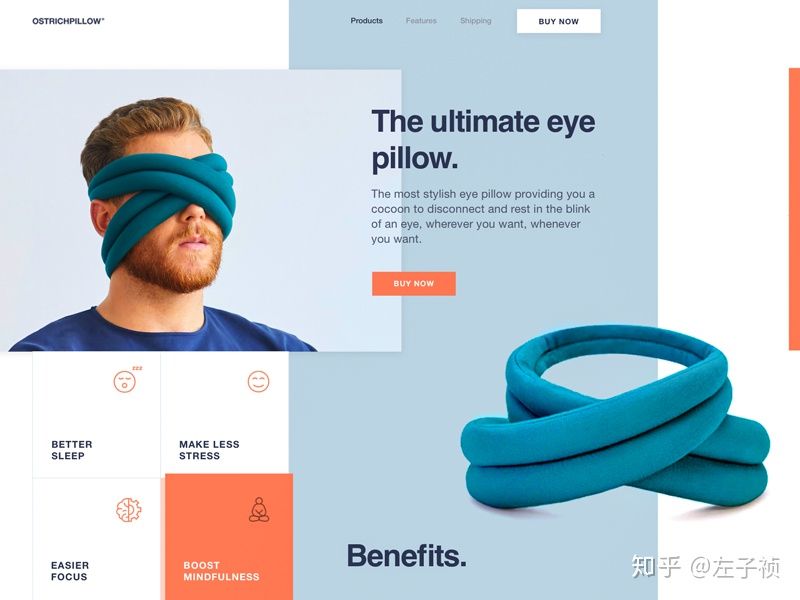 OSTRICHPILLOW™
Products
Features
Shipping
BUY NOW
The ultimate eye
pillow.
The most stylish eye pillow providing you a
cocoon to disconnect and rest in the blink
of an eye, wherever you want, whenever
you want.
BUY NOW
zzz
BETTER
SLEEP
MAKE LESS
STRESS
EASIER
FOCUS
BOOST
MINDFULNESS
Benefits.
知乎 @左子祯